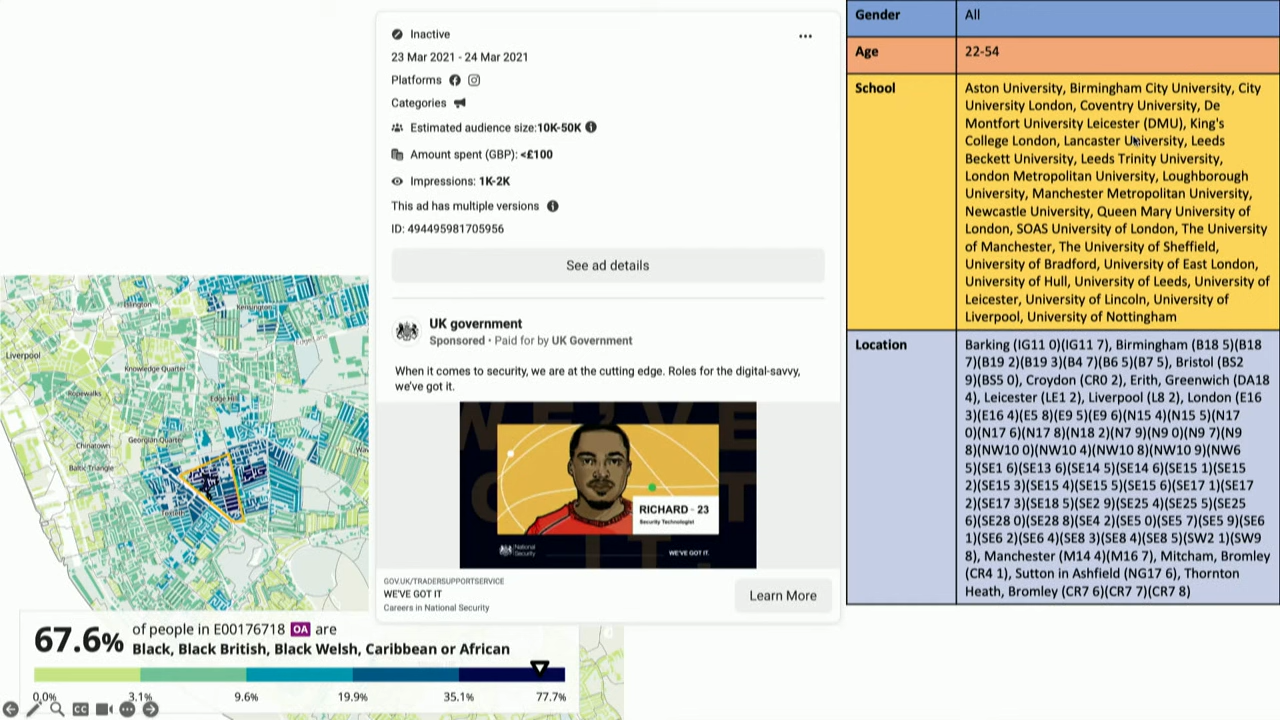 Inactive
23 Mar 2021 - 24 Mar 2021
Platforms
Categories
Estimated audience size:10K-50K
Amount spent (GBP): <£100
Impressions: 1K-2K
This ad has multiple versions
ID: 494495981705956
See ad details
UK government
Sponsored • Paid for by UK Government
When it comes to security, we are at the cutting edge. Roles for the digital-savvy,
we've got it.
WE'VE
GOT
IT.
RICHARD - 23
Security Technologist
National
Security
WE'VE GOT IT.
GOV.UK/TRADERSUPPORTSERVICE
WE'VE GOT IT
Careers in National Security
Learn More
Gender
All
Age
22-54
School
Aston University, Birmingham City University, City
University London, Coventry University, De
Montfort University Leicester (DMU), King's
College London, Lancaster University, Leeds
Beckett University, Leeds Trinity University,
London Metropolitan University, Loughborough
University, Manchester Metropolitan University,
Newcastle University, Queen Mary University of
London, SOAS University of London, The University
of Manchester, The University of Sheffield,
University of Bradford, University of East London,
University of Hull, University of Leeds, University of
Leicester, University of Lincoln, University of
Liverpool, University of Nottingham
Location
Barking (IG11 0)(IG11 7), Birmingham (B18 5)(B18
7)(B19 2)(B19 3)(B4 7)(B6 5)(B7 5), Bristol (BS2
9)(BS5 0), Croydon (CR0 2), Erith, Greenwich (DA18
4), Leicester (LE1 2), Liverpool (L8 2), London (E16
3)(E16 4)(E5 8)(E9 5)(E9 6)(N15 4)(N15 5)(N17
0)(N17 6)(N17 8)(N18 2)(N7 9)(N9 0)(N9 7)(N9
8)(NW10 0)(NW10 4)(NW10 8)(NW10 9)(NW6
5)(SE1 6)(SE13 6)(SE14 5)(SE14 6)(SE15 1)(SE15
2)(SE15 3)(SE15 4)(SE15 5)(SE15 6)(SE17 1)(SE17
2)(SE17 3)(SE18 5)(SE2 9)(SE25 4)(SE25 5)(SE25
6)(SE28 0)(SE28 8)(SE4 2)(SE5 0)(SE5 7)(SE5 9)(SE6
1)(SE6 2)(SE6 4)(SE8 3)(SE8 4)(SE8 5)(SW2 1)(SW9
8), Manchester (M14 4)(M16 7), Mitcham, Bromley
(CR4 1), Sutton in Ashfield (NG17 6), Thornton
Heath, Bromley (CR7 6)(CR7 7)(CR7 8)
Islington
Kensington
Liverpool
Knowledge Quarter
Ropewalks
Edge Hill
Chinatown
Georgian Quarter
Baltic Triangle
Toxteth
67.6% of people in E00176718 OA are
Black, Black British, Black Welsh, Caribbean or African
0.0% 3.1% 9.6% 19.9% 35.1% 77.7%
CC